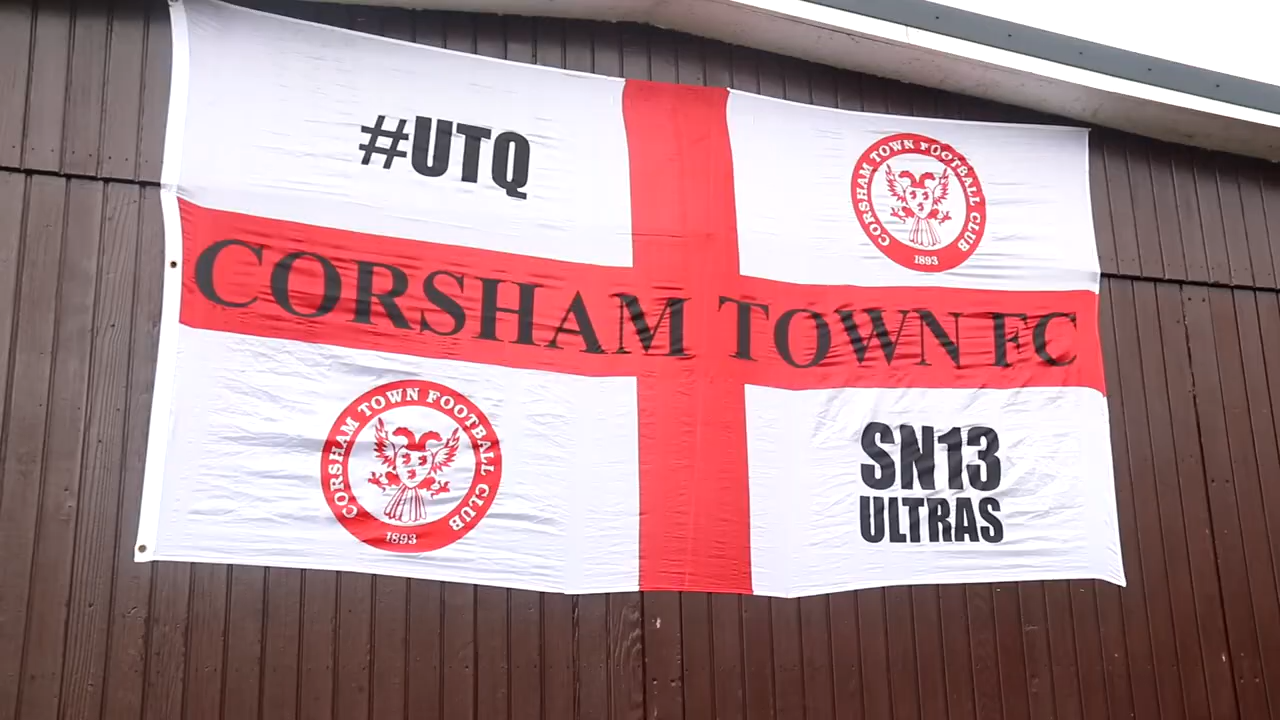 #UTQ
CORSHAM TOWN FOOTBALL CLUB
1893
CORSHAM TOWN FC
CORSHAM TOWN FOOTBALL CLUB
1893
SN13
ULTRAS